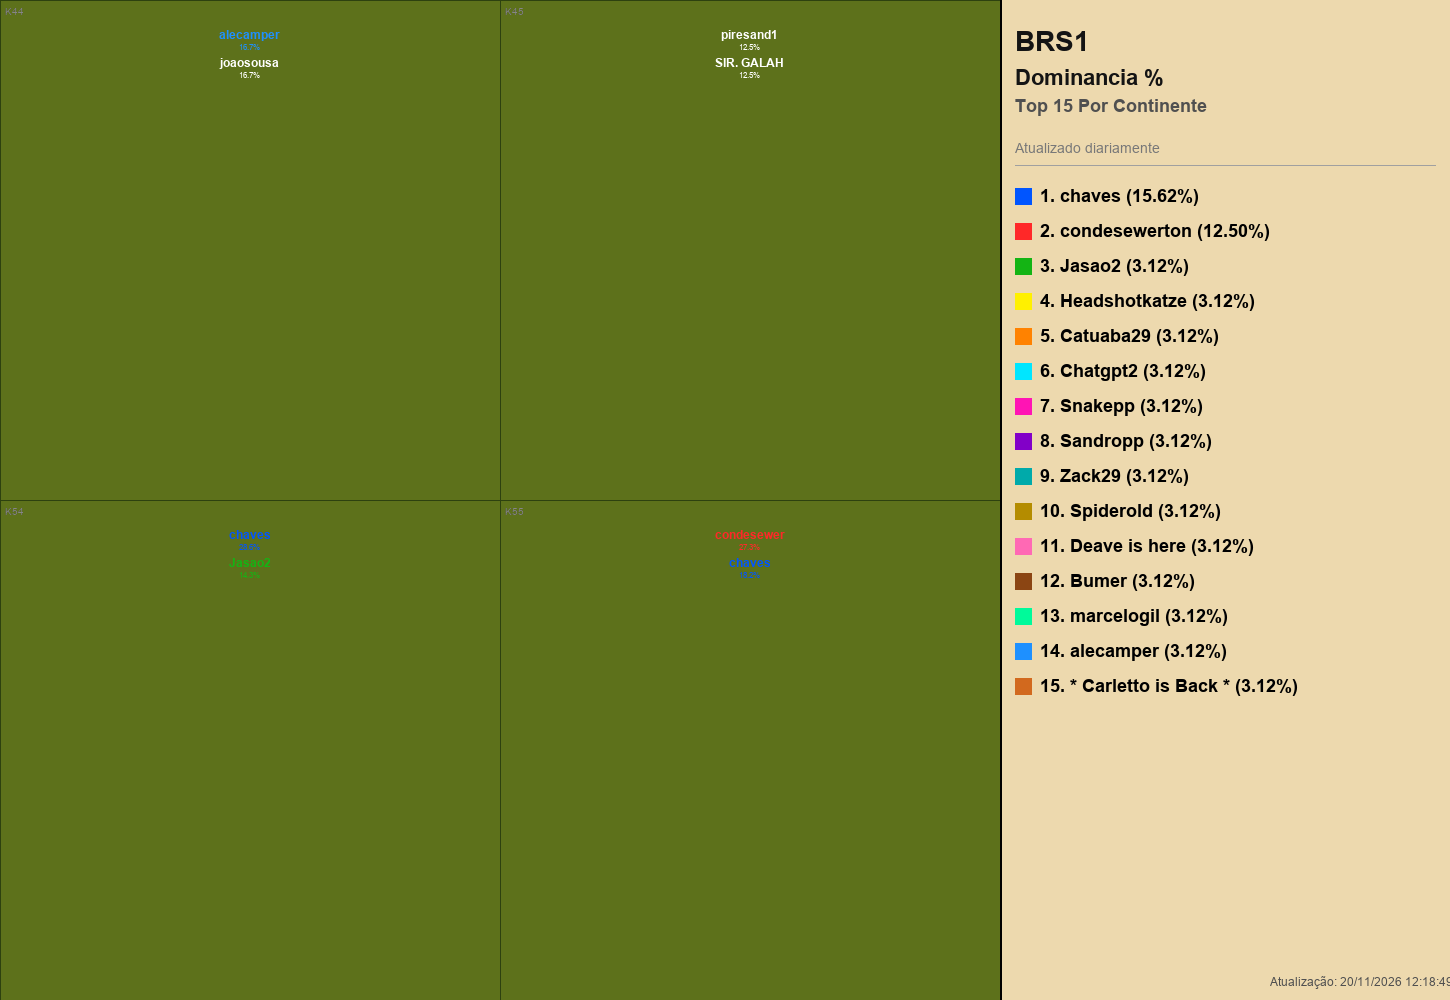 K44
alecamper
16.7%
joaosousa
16.7%
K45
piresand1
12.5%
SIR. GALAH
12.5%
K54
chaves
Jasao2
K55
condesewer
chaves
BRS1
Dominancia %
Top 15 Por Continente
Atualizado diariamente
1. chaves (15.62%)
2. condesewerton (12.50%)
3. Jasao2 (3.12%)
4. Headshotkatze (3.12%)
5. Catuaba29 (3.12%)
6. Chatgpt2 (3.12%)
7. Snakepp (3.12%)
8. Sandropp (3.12%)
9. Zack29 (3.12%)
10. Spiderold (3.12%)
11. Deave is here (3.12%)
12. Bumer (3.12%)
13. marcelogil (3.12%)
14. alecamper (3.12%)
15. * Carletto is Back * (3.12%)
Atualização: 20/11/2026 12:18:49